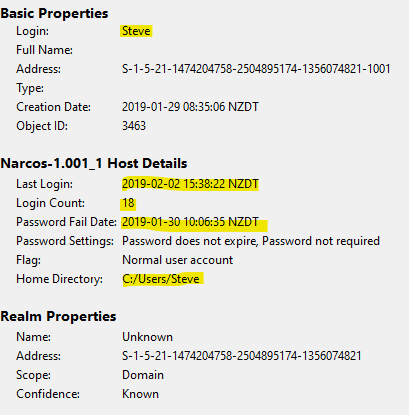 Basic Properties
Login: Steve
Full Name:
Address: S-1-5-21-1474204758-2504895174-1356074821-1001
Type:
Creation Date: 2019-01-29 08:35:06 NZDT
Object ID: 3463
Narcos-1.001_1 Host Details
Last Login: 2019-02-02 15:38:22 NZDT
Login Count: 18
Password Fail Date: 2019-01-30 10:06:35 NZDT
Password Settings: Password does not expire, Password not required
Flag: Normal user account
Home Directory: C:/Users/Steve
Realm Properties
Name: Unknown
Address: S-1-5-21-1474204758-2504895174-1356074821
Scope: Domain
Confidence: Known